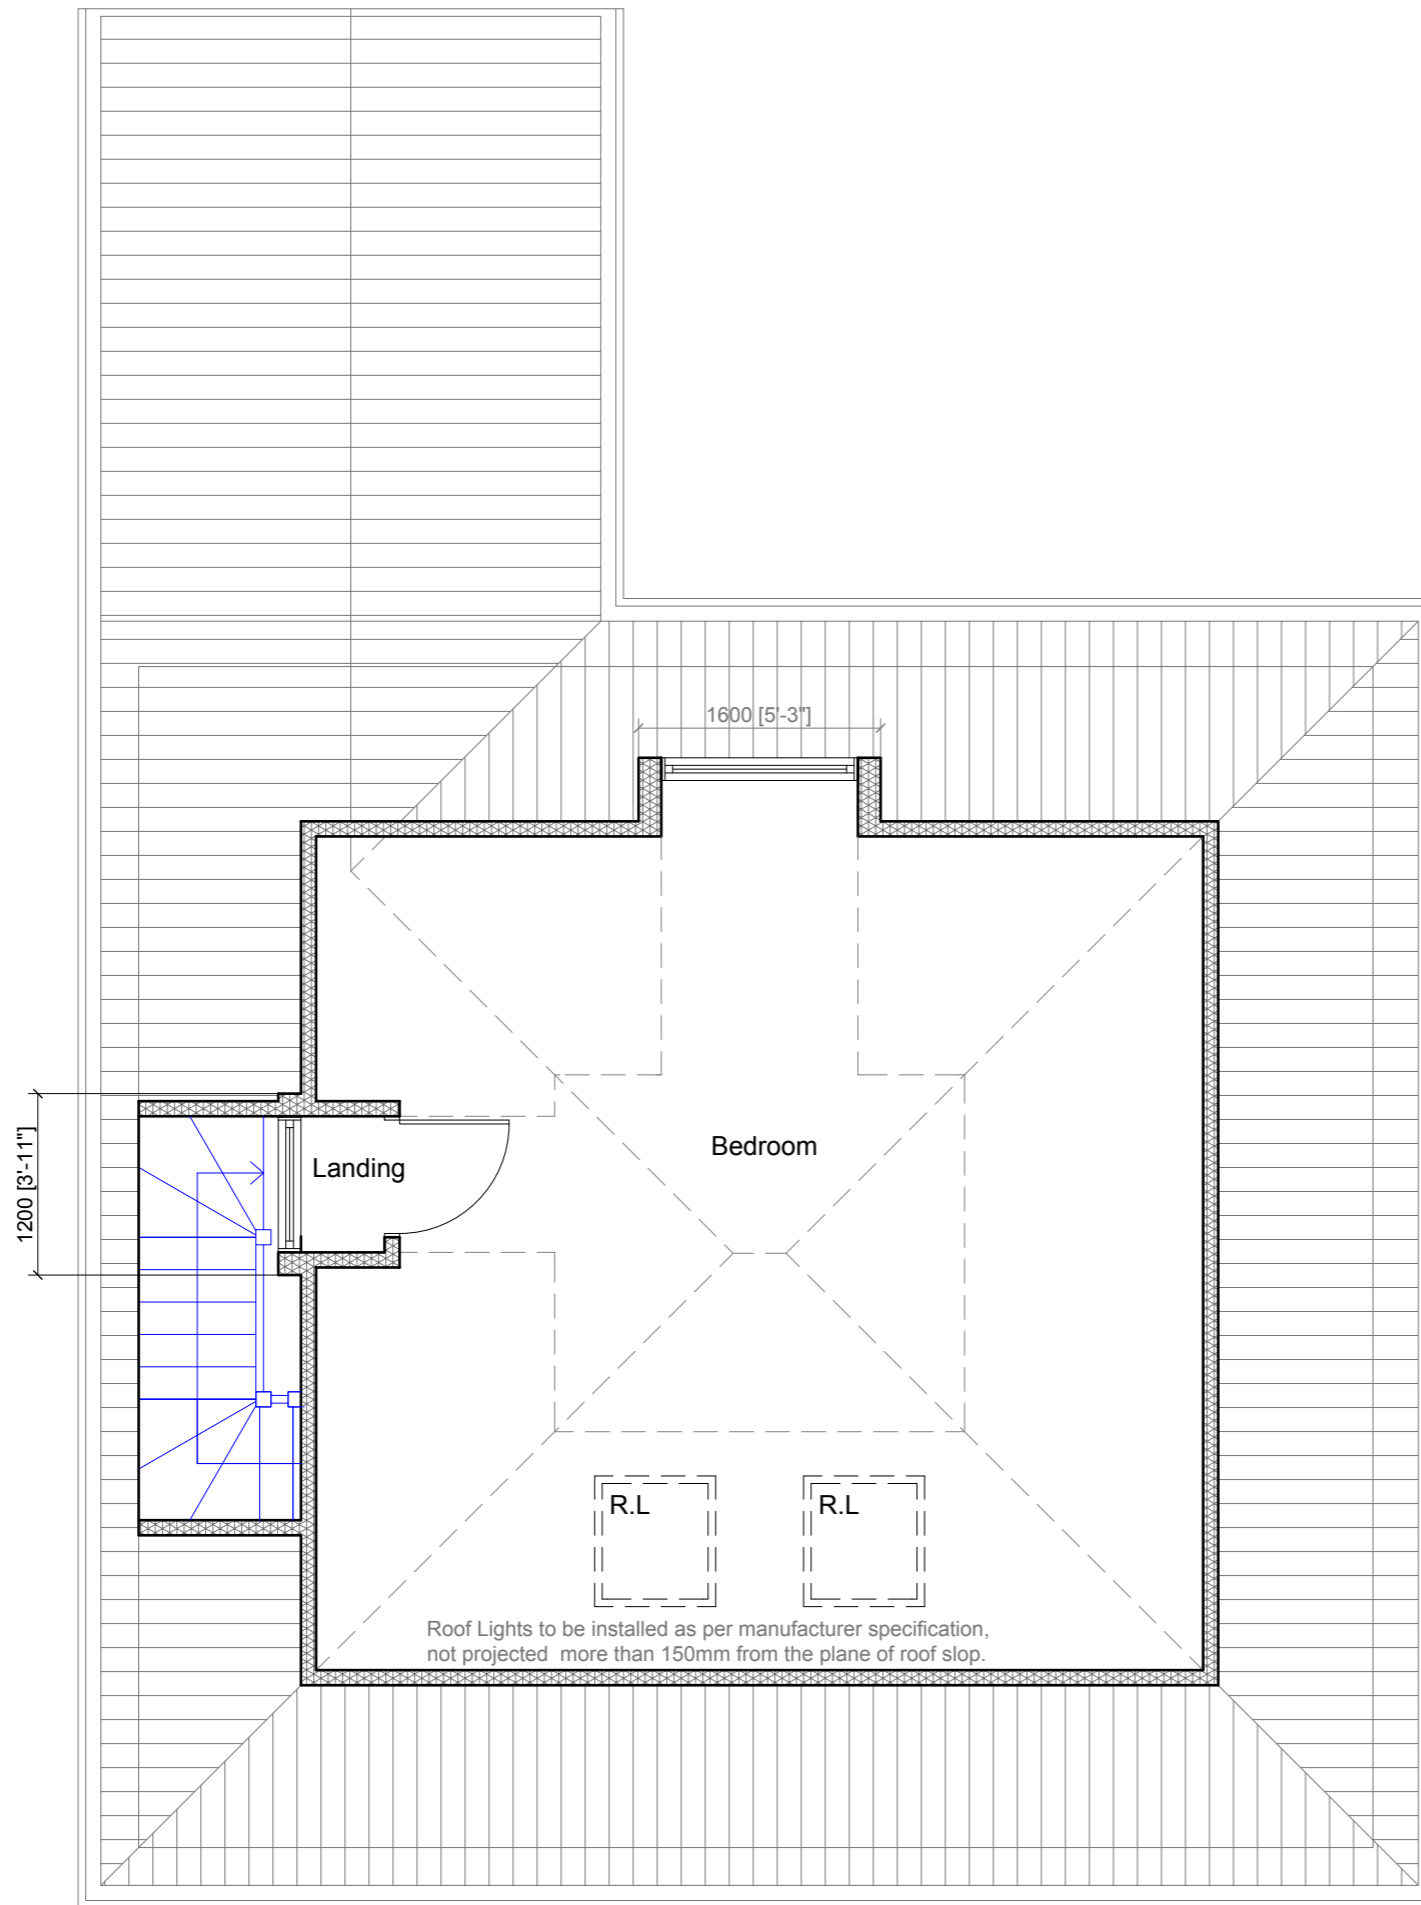 1600 [5'-3"]
1200 [3'-11"]
Landing
Bedroom
R.L
R.L
Roof Lights to be installed as per manufacturer specification,
not projected  more than 150mm from the plane of roof slop.